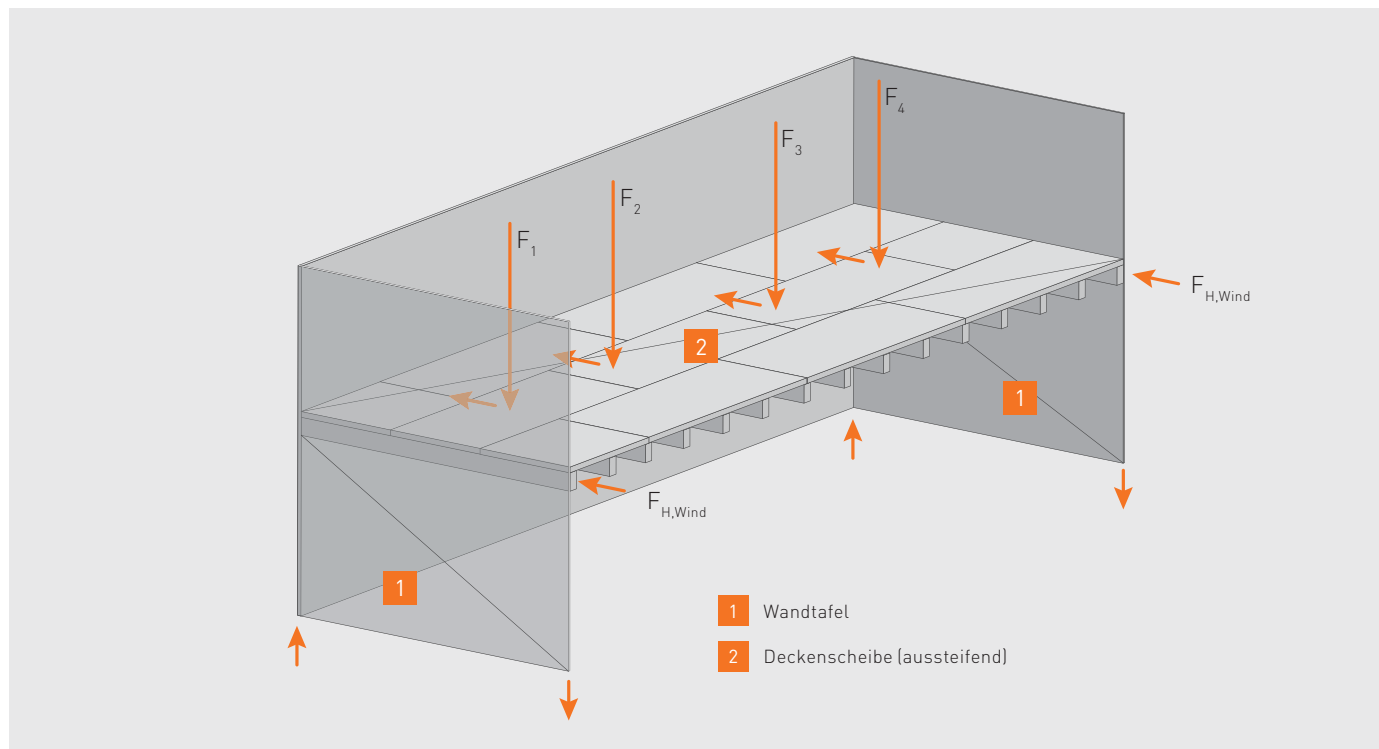 F4
F3
F2
F1
FH,Wind
2
1
FH,Wind
1
1 Wandtafel
2 Deckenscheibe (aussteifend)